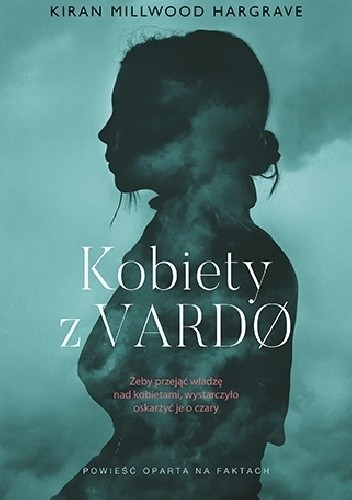 KIRAN MILLWOOD HARGRAVE
Kobiety
z VARDØ
Żeby przejąć władzę
nad kobietami, wystarczyło
oskarżyć je o czary
POWIEŚĆ OPARTA NA FAKTACH